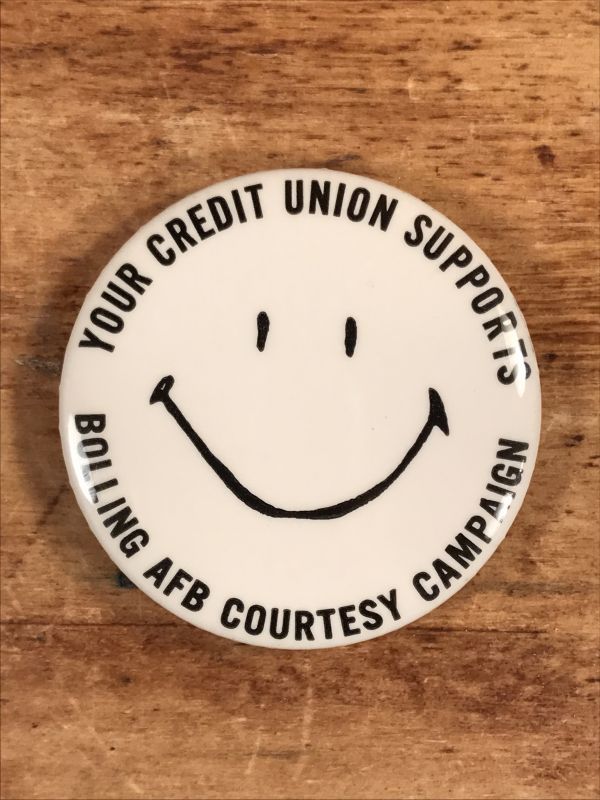 YOUR CREDIT UNION SUPPORTS
BOLLING AFB COURTESY CAMPAIGN